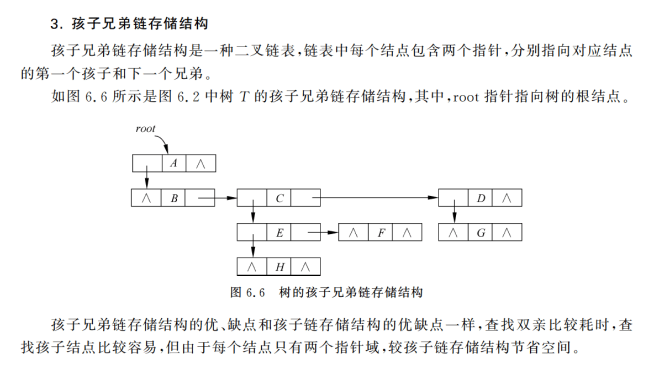 3. 孩子兄弟链存储结构
孩子兄弟链存储结构是一种二叉链表,链表中每个结点包含两个指针,分别指向对应结点
的第一个孩子和下一个兄弟。
如图 6.6 所示是图 6.2 中树 T 的孩子兄弟链存储结构,其中,root 指针指向树的根结点。
root
A ∧
∧ B C D ∧
E ∧ F ∧ ∧ G ∧
∧ H ∧
图 6.6 树的孩子兄弟链存储结构
孩子兄弟链存储结构的优、缺点和孩子链存储结构的优缺点一样,查找双亲比较耗时,查
找孩子结点比较容易,但由于每个结点只有两个指针域,较孩子链存储结构节省空间。